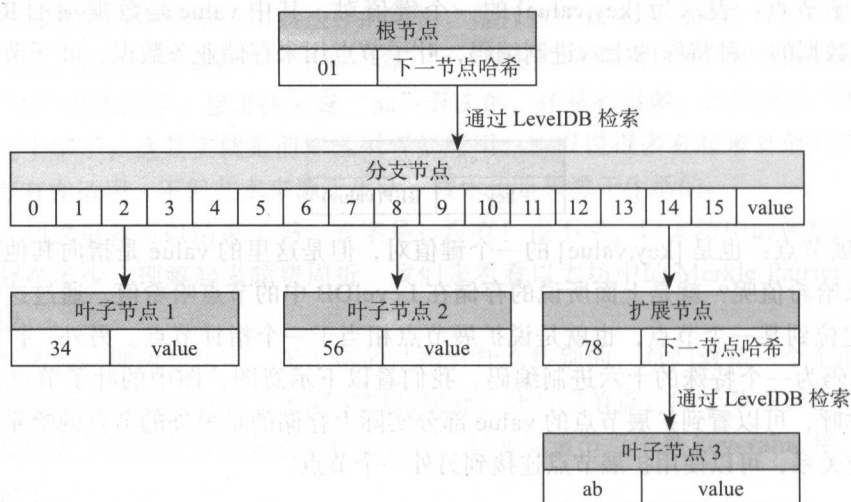 根节点
01 下一节点哈希
通过 LevelDB 检索
分支节点
0 1 2 3 4 5 6 7 8 9 10 11 12 13 14 15 value
叶子节点 1 叶子节点 2 扩展节点
34 value 56 value 78 下一节点哈希
通过 LevelDB 检索
叶子节点 3
ab value